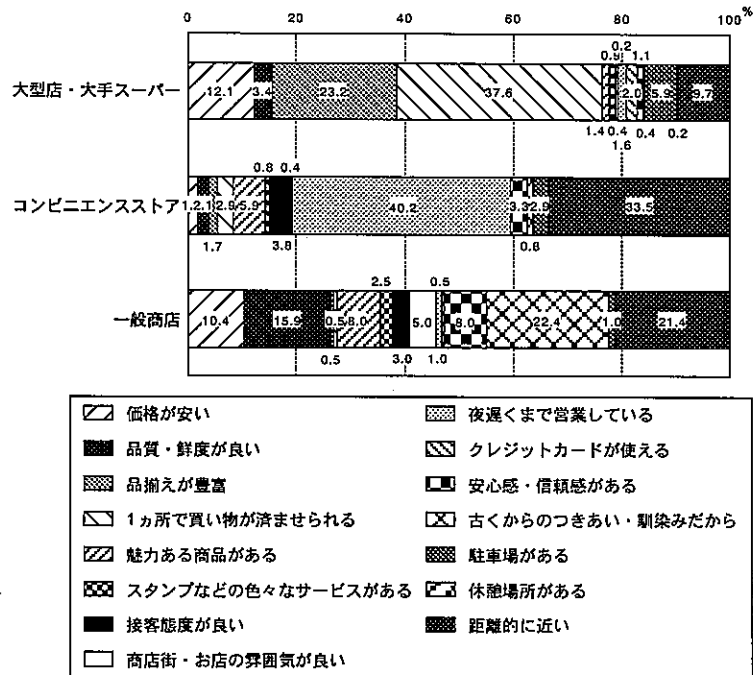 0 20 40 60 80 100%
0.2
0.9 1.1
大型店・大手スーパー 12.1 3.4 23.2 37.6 2.0 5.9 9.7
1.4 0.4 0.4 0.2
1.6
0.8 0.4
コンビニエンスストア 1.2 2.1 2.9 5.9 40.2 3.3 2.9 33.5
1.7 3.8 0.8
2.5 0.5
一般商店 10.4 15.9 0.5 8.0 5.0 8.0 22.4 1.0 21.4
0.5 3.0 1.0
価格が安い 夜遅くまで営業している
品質・鮮度が良い クレジットカードが使える
品揃えが豊富 安心感・信頼感がある
1ヵ所で買い物が済ませられる 古くからのつきあい・馴染みだから
魅力ある商品がある 駐車場がある
スタンプなどの色々なサービスがある 休憩場所がある
接客態度が良い 距離的に近い
商店街・お店の雰囲気が良い